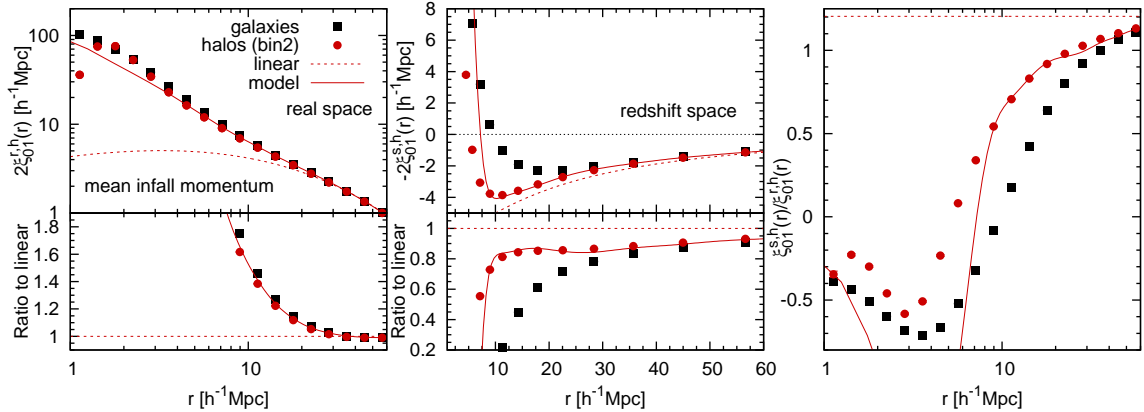 galaxies
halos (bin2)
linear
model
real space
mean infall momentum
2ξ^{r,h}_{01}(r) [h^{-1}Mpc]
100
10
1
Ratio to linear
1.8
1.6
1.4
1.2
1
1 10
r [h^{-1}Mpc]
redshift space
-2ξ^{s,h}_{01}(r) [h^{-1}Mpc]
8
6
4
2
0
-2
-4
-6
Ratio to linear
1
0.8
0.6
0.4
0.2
10 20 30 40 50 60
r [h^{-1}Mpc]
ξ^{s,h}_{01}(r)/ξ^{r,h}_{01}(r)
1
0.5
0
-0.5
1 10
r [h^{-1}Mpc]